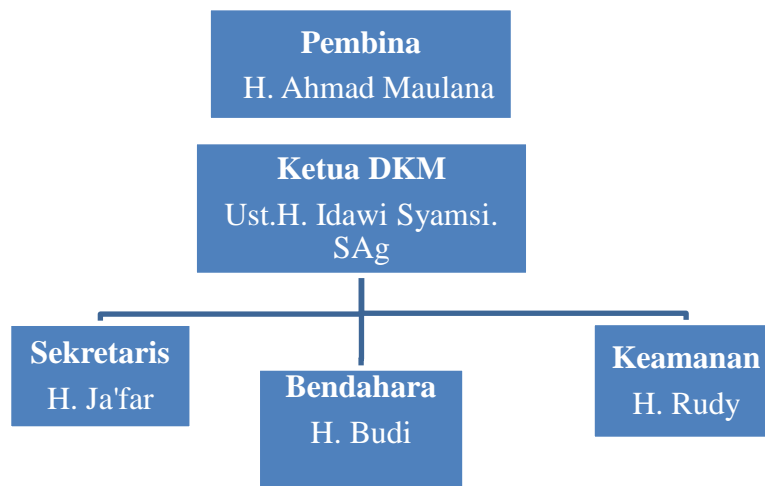 Pembina
H. Ahmad Maulana
Ketua DKM
Ust.H. Idawi Syamsi.
SAg
Sekretaris
H. Ja'far
Bendahara
H. Budi
Keamanan
H. Rudy